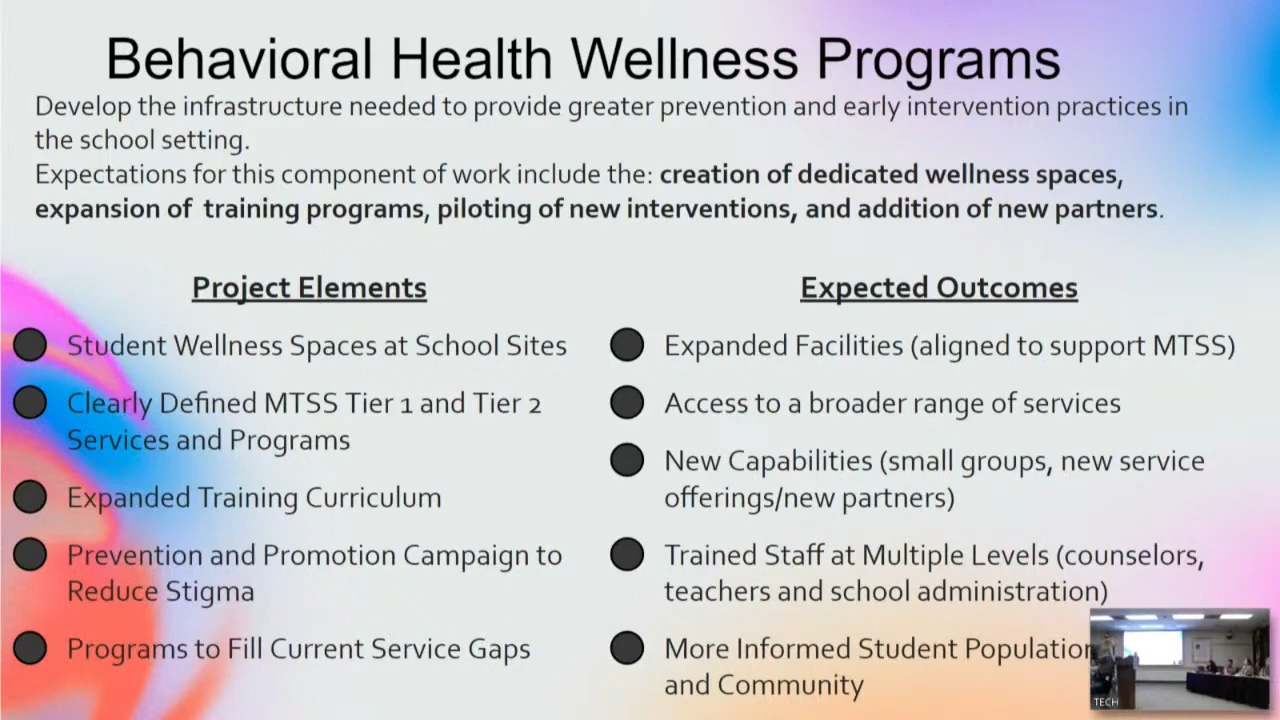 Behavioral Health Wellness Programs
Develop the infrastructure needed to provide greater prevention and early intervention practices in
the school setting.
Expectations for this component of work include the: creation of dedicated wellness spaces,
expansion of training programs, piloting of new interventions, and addition of new partners.
Project Elements
Student Wellness Spaces at School Sites
Clearly Defined MTSS Tier 1 and Tier 2
Services and Programs
Expanded Training Curriculum
Prevention and Promotion Campaign to
Reduce Stigma
Programs to Fill Current Service Gaps
Expected Outcomes
Expanded Facilities (aligned to support MTSS)
Access to a broader range of services
New Capabilities (small groups, new service
offerings/new partners)
Trained Staff at Multiple Levels (counselors,
teachers and school administration)
More Informed Student Population
and Community
TECH